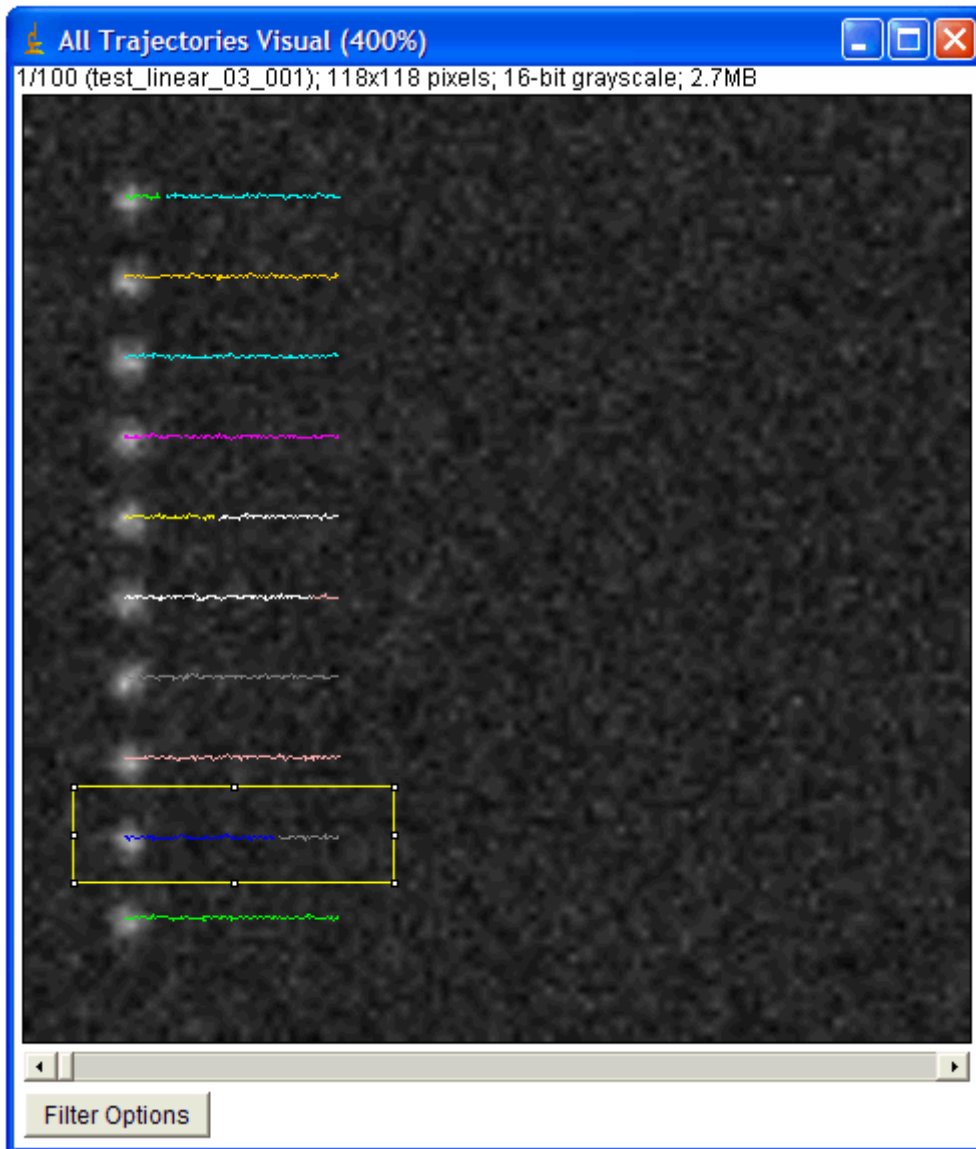 All Trajectories Visual (400%)
1/100 (test_linear_03_001); 118x118 pixels; 16-bit grayscale; 2.7MB
Filter Options